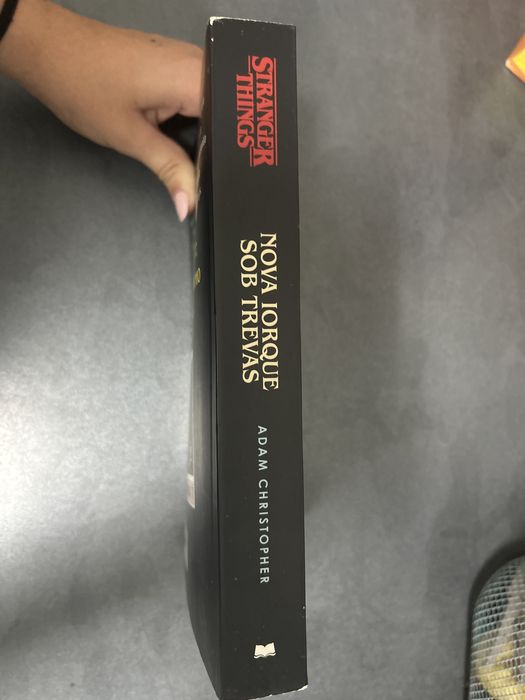 STRANGER
THINGS
NOVA IORQUE
SOB TREVAS
ADAM CHRISTOPHER